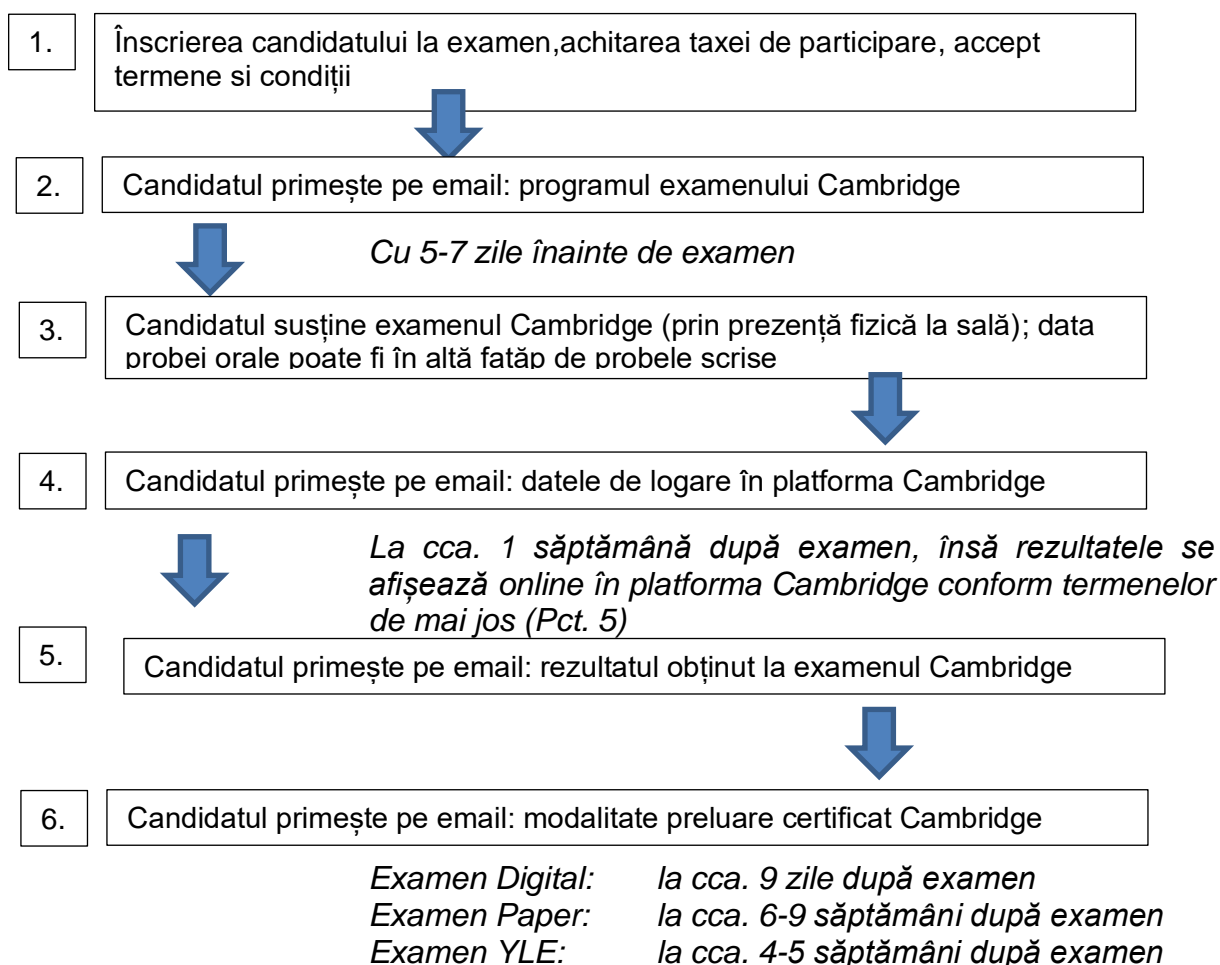 1.
Înscrierea candidatului la examen,achitarea taxei de participare, accept
termene si condiții
2.
Candidatul primește pe email: programul examenului Cambridge
Cu 5-7 zile înainte de examen
3.
Candidatul susține examenul Cambridge (prin prezență fizică la sală); data
probei orale poate fi în altă fatăp de probele scrise
4.
Candidatul primește pe email: datele de logare în platforma Cambridge
La cca. 1 săptămână după examen, însă rezultatele se
afișează online în platforma Cambridge conform termenelor
de mai jos (Pct. 5)
5.
Candidatul primește pe email: rezultatul obținut la examenul Cambridge
6.
Candidatul primește pe email: modalitate preluare certificat Cambridge
Examen Digital: la cca. 9 zile după examen
Examen Paper: la cca. 6-9 săptămâni după examen
Examen YLE: la cca. 4-5 săptămâni după examen